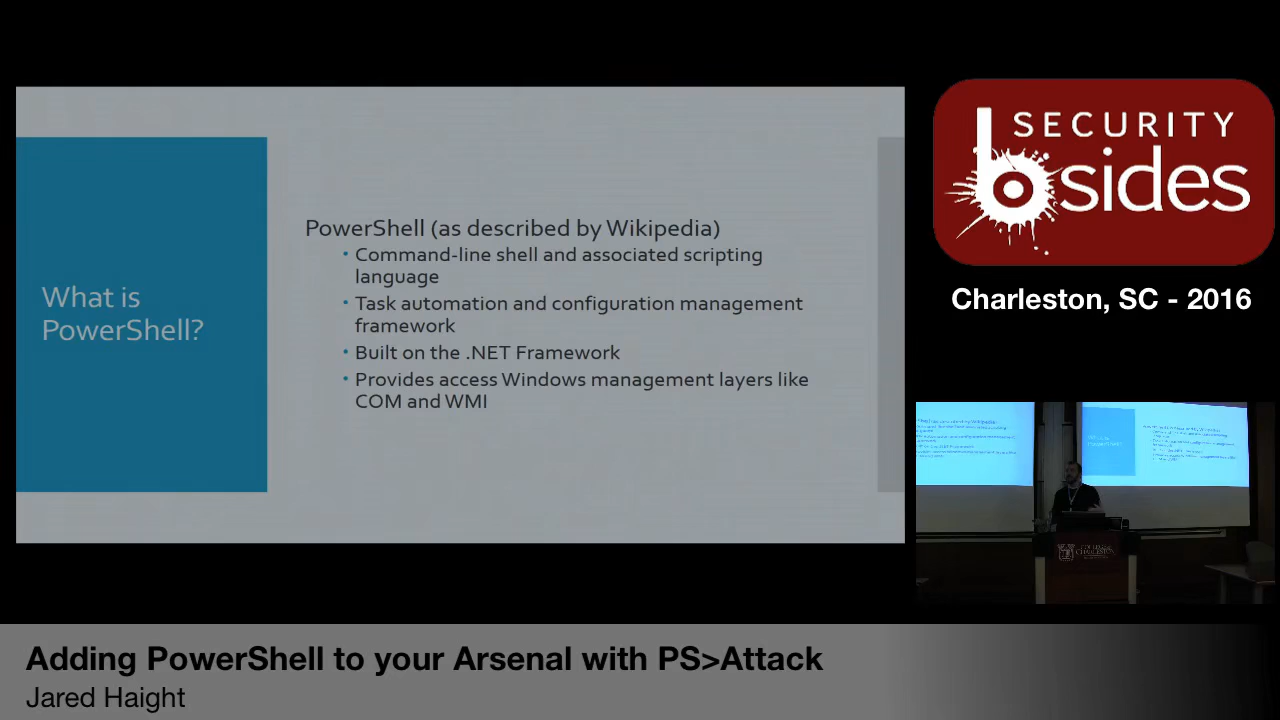 What is
PowerShell?
PowerShell (as described by Wikipedia)
• Command-line shell and associated scripting
language
• Task automation and configuration management
framework
• Built on the .NET Framework
• Provides access Windows management layers like
COM and WMI
SECURITY
bsides
Charleston, SC - 2016
Adding PowerShell to your Arsenal with PS>Attack
Jared Haight